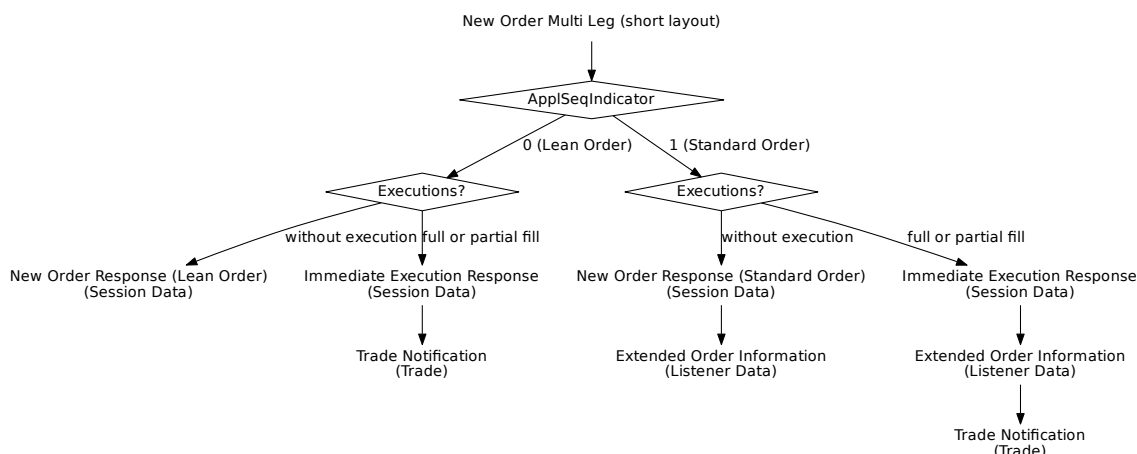 New Order Multi Leg (short layout)
ApplSeqIndicator
0 (Lean Order)
1 (Standard Order)
Executions?
Executions?
without execution
full or partial fill
without execution
full or partial fill
New Order Response (Lean Order)
(Session Data)
Immediate Execution Response
(Session Data)
New Order Response (Standard Order)
(Session Data)
Immediate Execution Response
(Session Data)
Trade Notification
(Trade)
Extended Order Information
(Listener Data)
Extended Order Information
(Listener Data)
Trade Notification
(Trade)